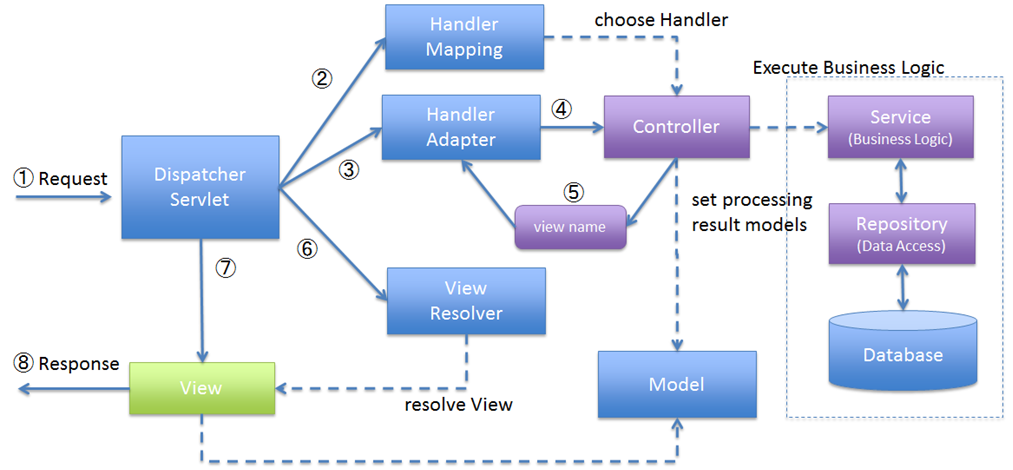 ① Request
Dispatcher
Servlet
②
Handler
Mapping
choose Handler
③
Handler
Adapter
④
Controller
Execute Business Logic
Service
(Business Logic)
⑤
view name
set processing
result models
Repository
(Data Access)
Database
⑥
View
Resolver
resolve View
⑦
View
⑧ Response
Model